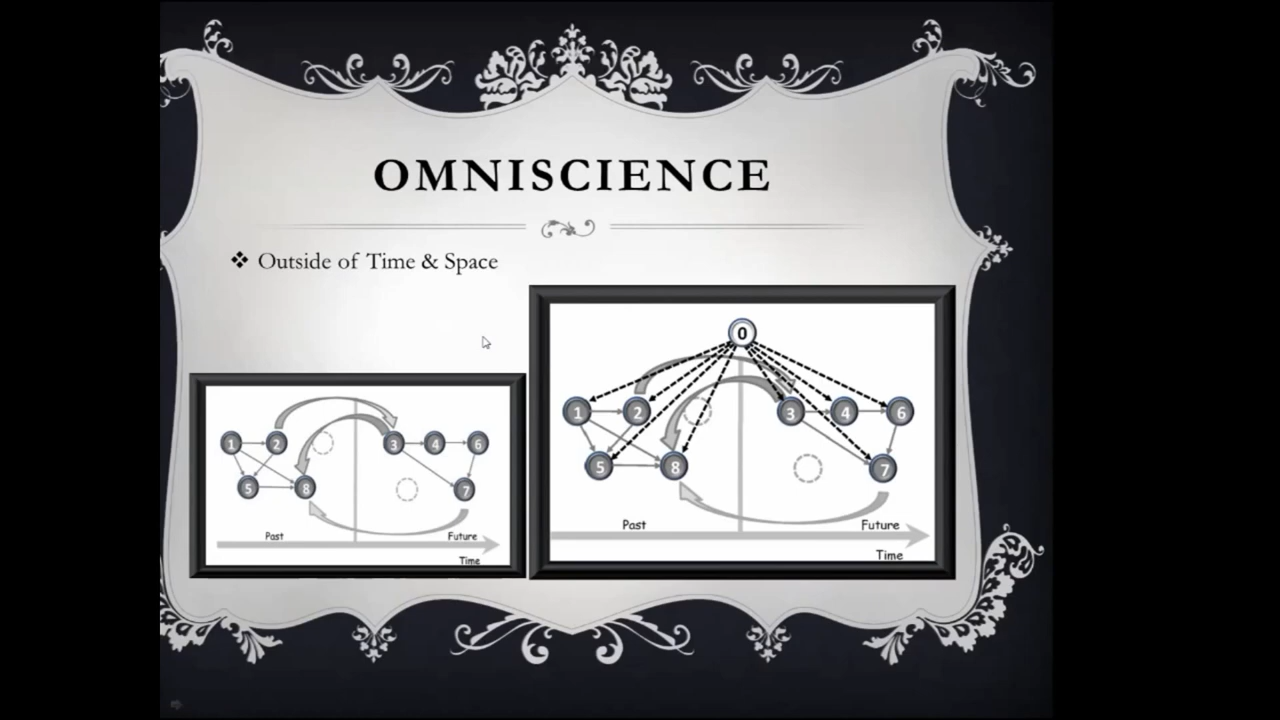 OMNISCIENCE
Outside of Time & Space
1 2 3 4 6
5 8 7
Past Future
Time
0
1 2 3 4 6
5 8 7
Past Future
Time